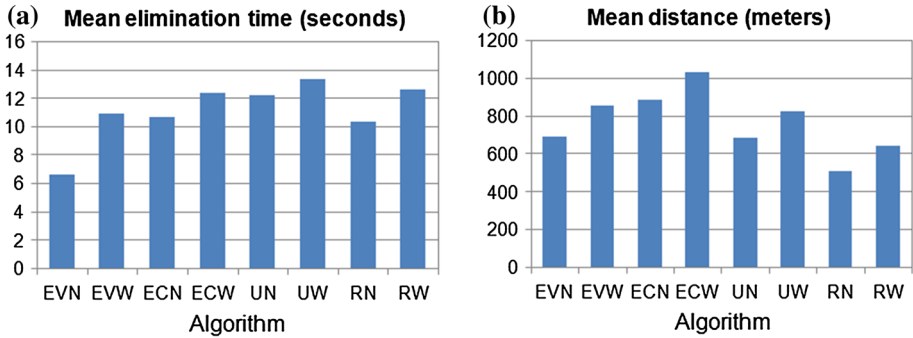 (a) Mean elimination time (seconds)
16
14
12
10
8
6
4
2
0
EVN EVW ECN ECW UN UW RN RW
Algorithm
(b) Mean distance (meters)
1200
1000
800
600
400
200
0
EVN EVW ECN ECW UN UW RN RW
Algorithm